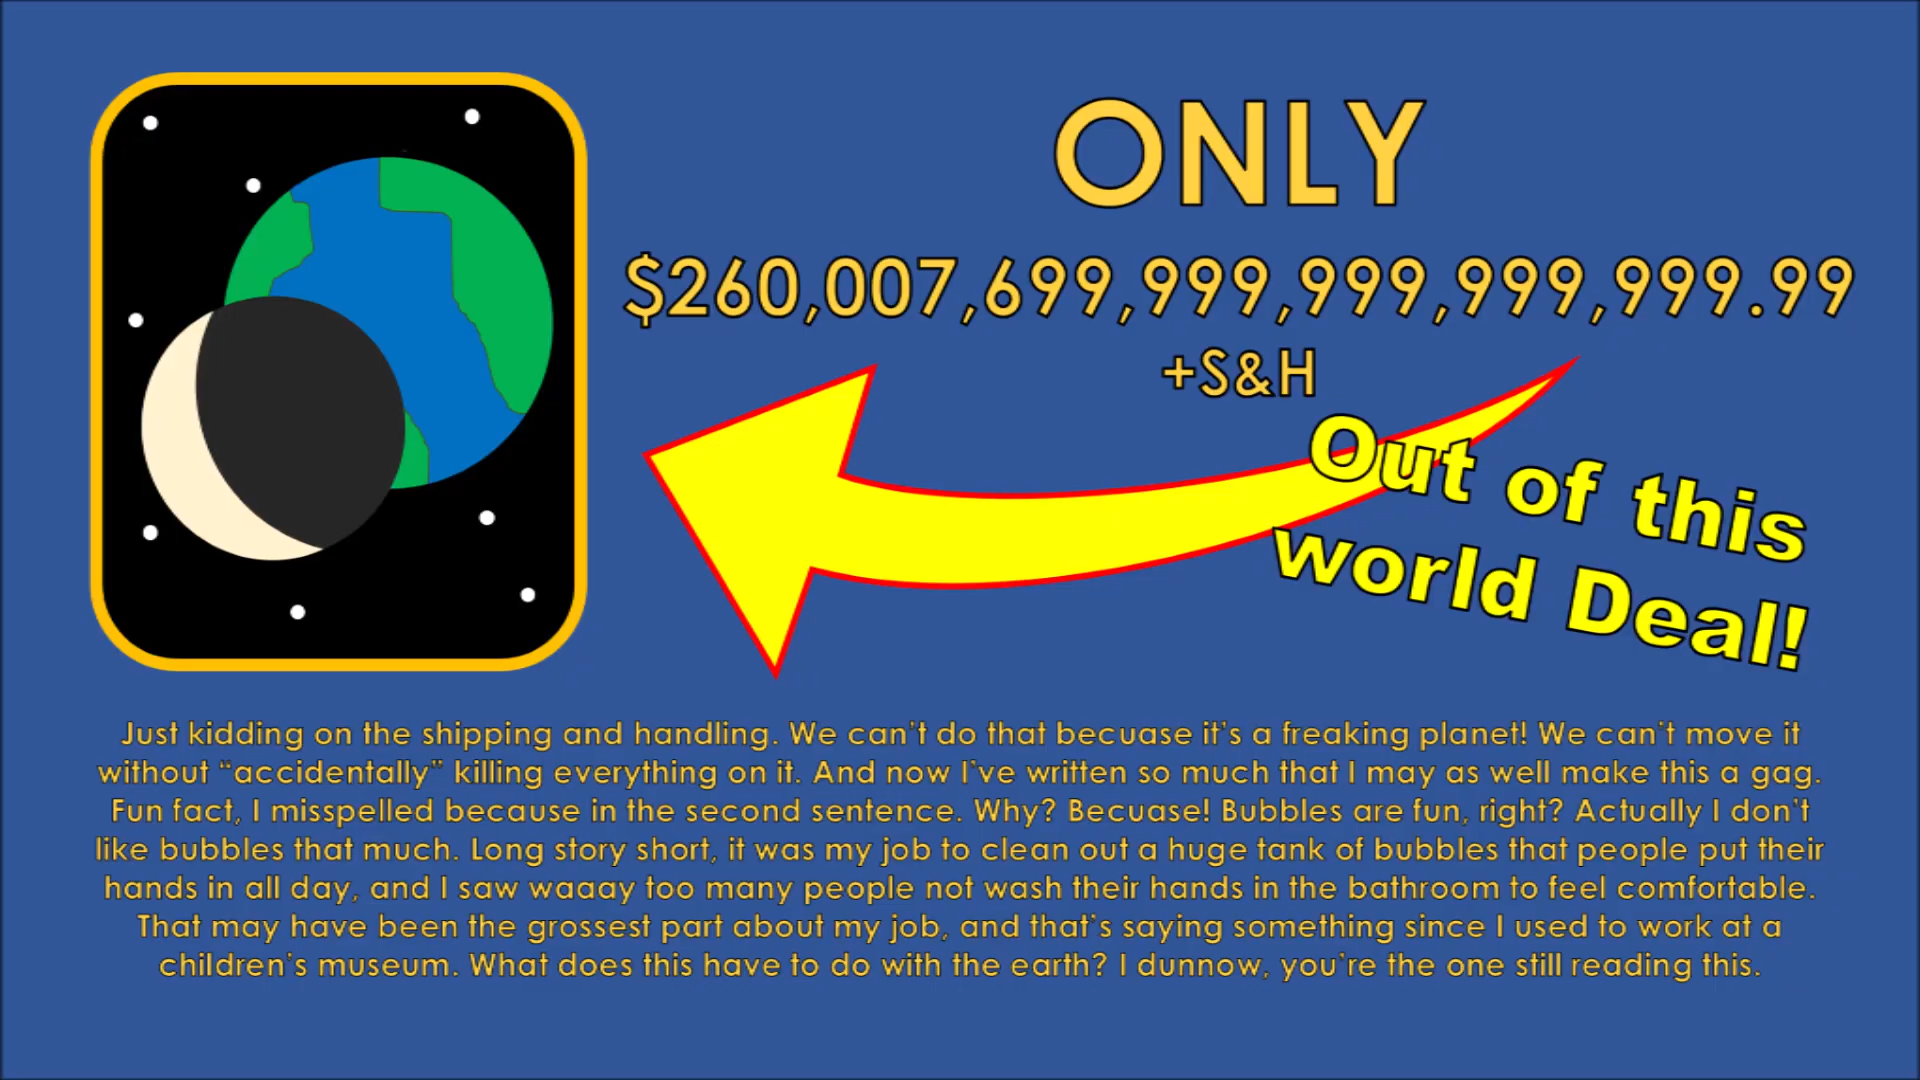 ONLY
$260,007,699,999,999,999,999.99
+S&H
Out of this
world Deal!
Just kidding on the shipping and handling. We can't do that becuase it's a freaking planet! We can't move it
without “accidentally” killing everything on it. And now I've written so much that I may as well make this a gag.
Fun fact, I misspelled because in the second sentence. Why? Becuase! Bubbles are fun, right? Actually I don't
like bubbles that much. Long story short, it was my job to clean out a huge tank of bubbles that people put their
hands in all day, and I saw waaay too many people not wash their hands in the bathroom to feel comfortable.
That may have been the grossest part about my job, and that's saying something since I used to work at a
children's museum. What does this have to do with the earth? I dunnow, you're the one still reading this.